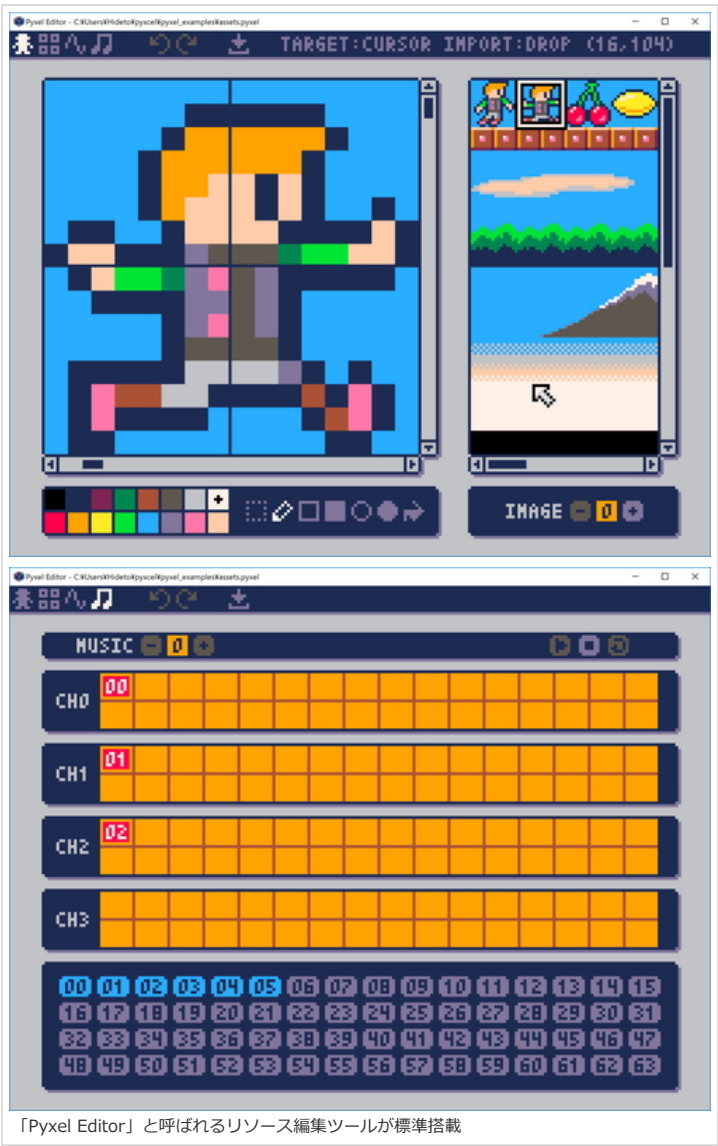 Pyxel Editor - C:¥Users¥Hideto¥pyxcel¥pyxel_examples¥assets.pyxel
TARGET:CURSOR IMPORT:DROP (16,104)
IMAGE - 0 +
Pyxel Editor - C:¥Users¥Hideto¥pyxcel¥pyxel_examples¥assets.pyxel
MUSIC - 0 +
CH0 00
CH1 01
CH2 02
CH3
00 01 02 03 04 05 06 07 08 09 10 11 12 13 14 15
16 17 18 19 20 21 22 23 24 25 26 27 28 29 30 31
32 33 34 35 36 37 38 39 40 41 42 43 44 45 46 47
48 49 50 51 52 53 54 55 56 57 58 59 60 61 62 63
「Pyxel Editor」と呼ばれるリソース編集ツールが標準搭載